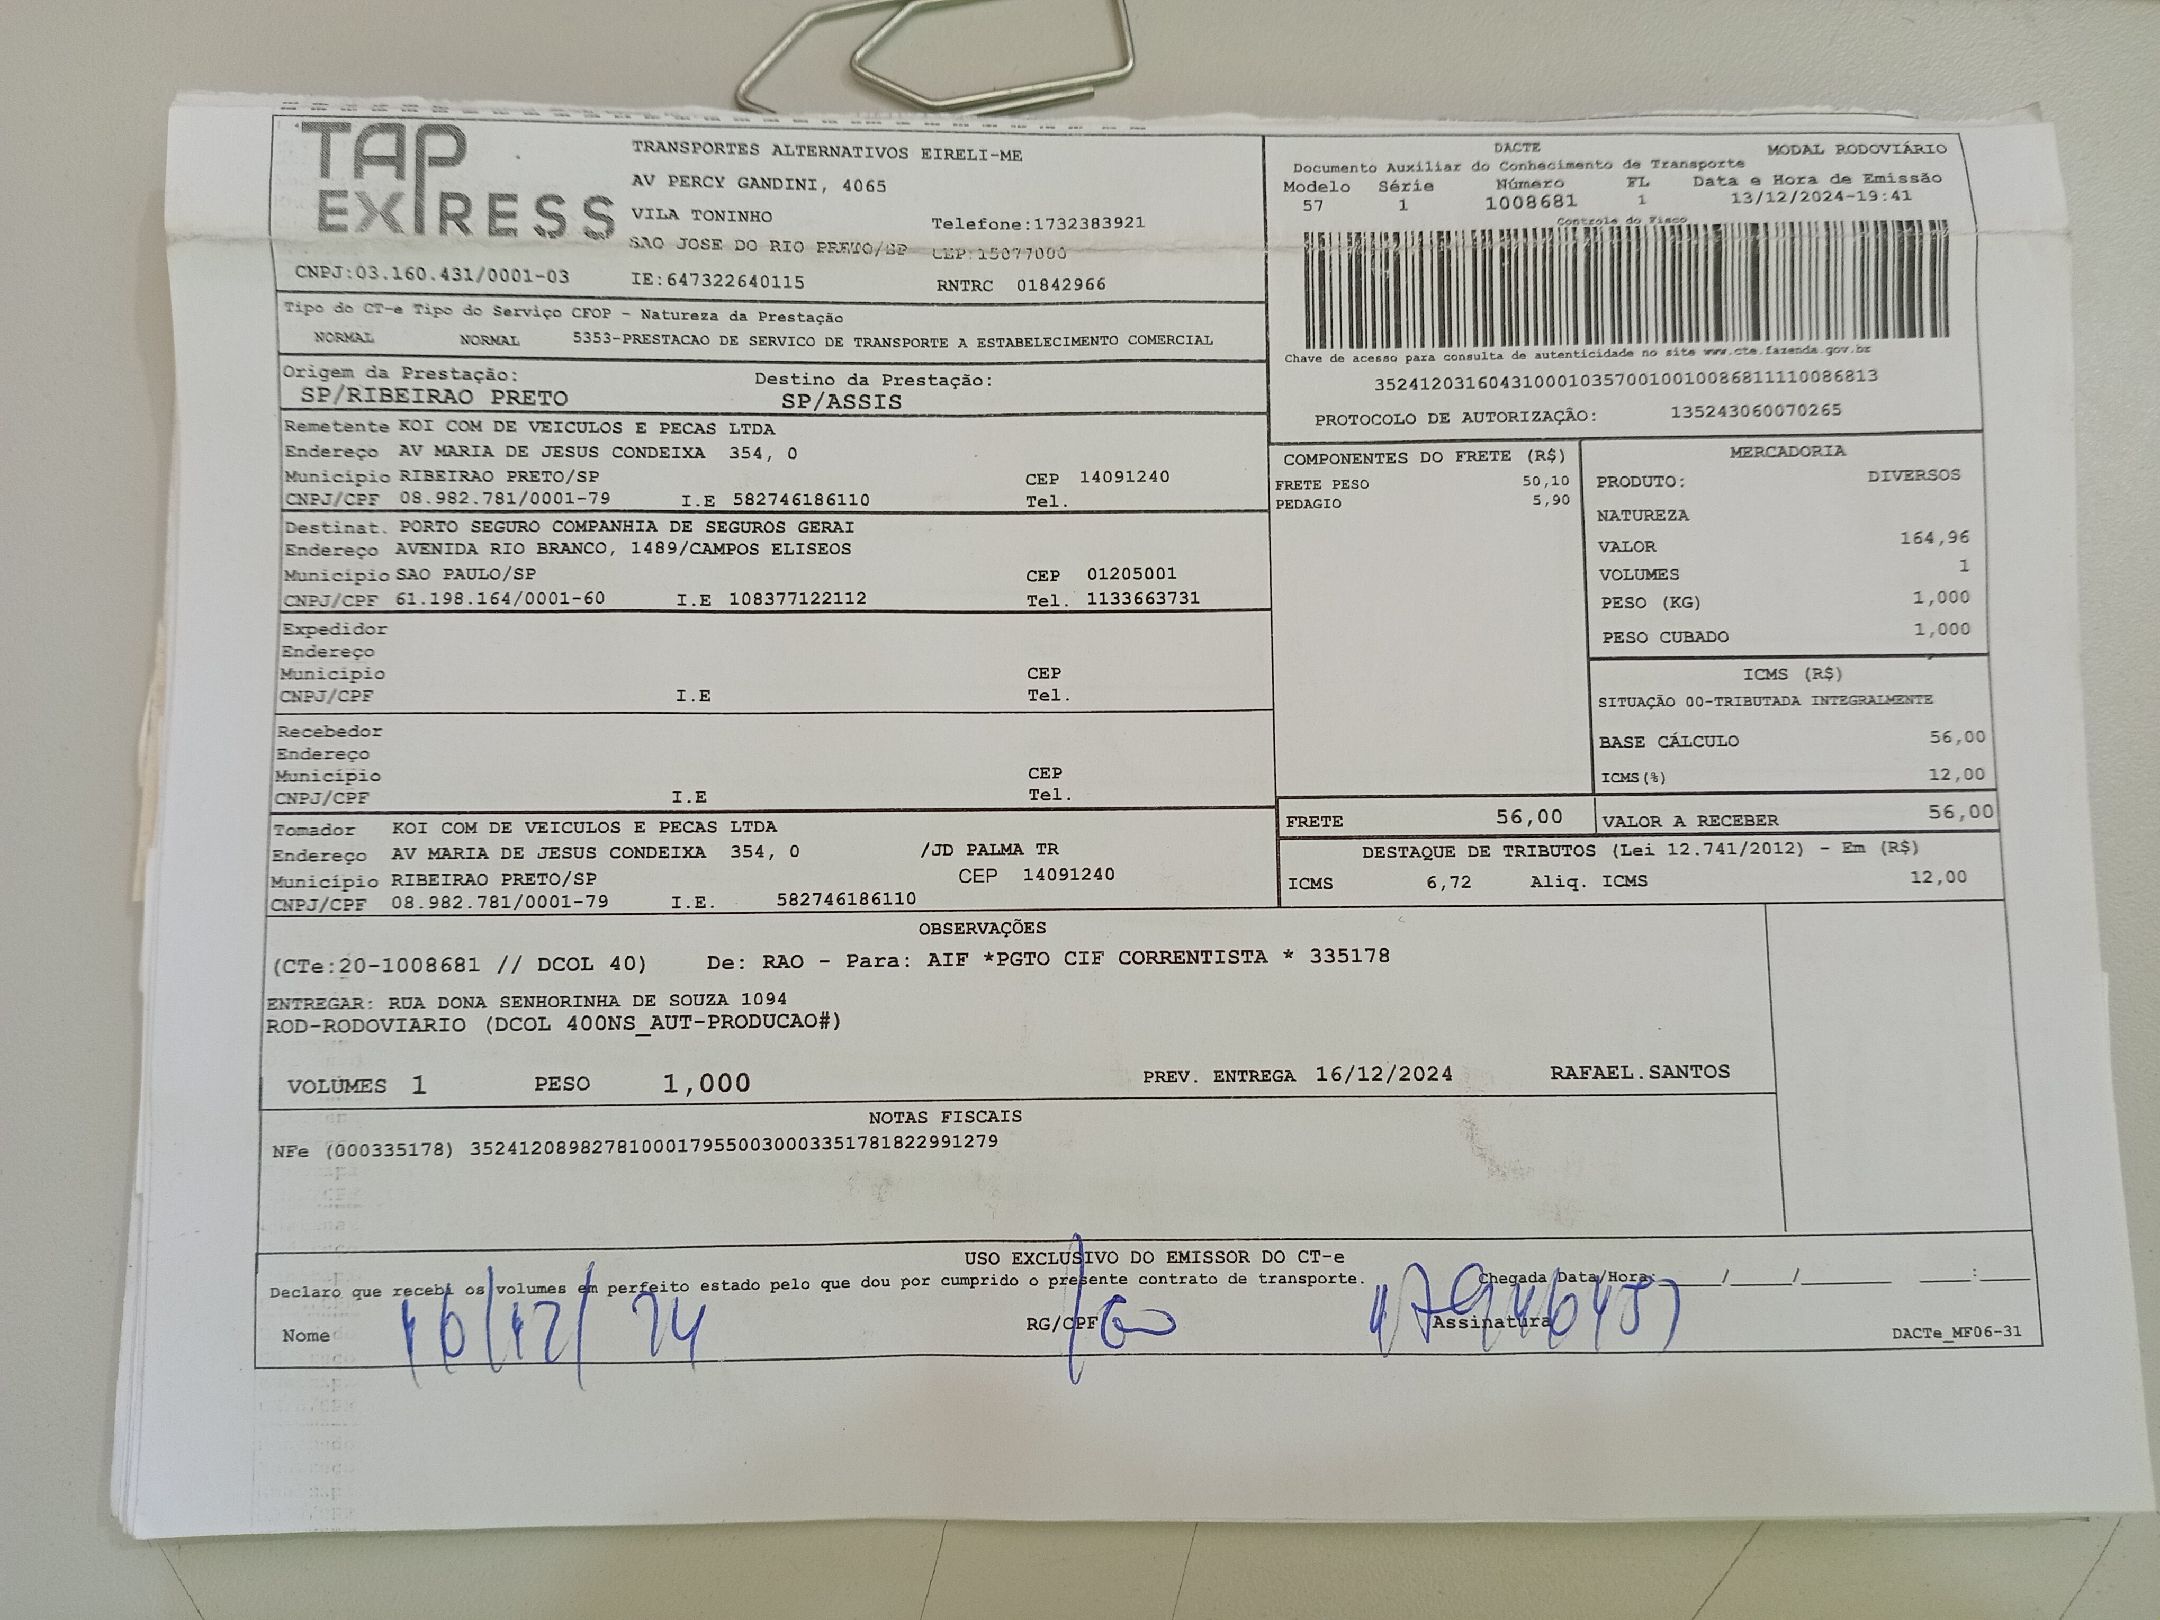 TAP EXPRESS
TRANSPORTES ALTERNATIVOS EIRELI-ME
AV PERCY GANDINI, 4065
VILA TONINHO
Telefone:1732383921
SAO JOSE DO RIO PRETO/SP CEP:15077000
CNPJ:03.160.431/0001-03 IE:647322640115 RNTRC 01842966
DACTE MODAL RODOVIÁRIO
Documento Auxiliar do Conhecimento de Transporte
Modelo Série Número FL Data e Hora de Emissão
57 1 1008681 1 13/12/2024-19:41
Controle do Fisco
Chave de acesso para consulta de autenticidade no site www.cte.fazenda.gov.br
35241203160431000103570010010086811110086813
PROTOCOLO DE AUTORIZAÇÃO: 135243060070265
Tipo do CT-e Tipo do Serviço CFOP - Natureza da Prestação
NORMAL NORMAL 5353-PRESTACAO DE SERVICO DE TRANSPORTE A ESTABELECIMENTO COMERCIAL
Origem da Prestação: Destino da Prestação:
SP/RIBEIRAO PRETO SP/ASSIS
Remetente KOI COM DE VEICULOS E PECAS LTDA
Endereço AV MARIA DE JESUS CONDEIXA 354, 0
Município RIBEIRAO PRETO/SP CEP 14091240
CNPJ/CPF 08.982.781/0001-79 I.E 582746186110 Tel.
Destinat. PORTO SEGURO COMPANHIA DE SEGUROS GERAI
Endereço AVENIDA RIO BRANCO, 1489/CAMPOS ELISEOS
Município SAO PAULO/SP CEP 01205001
CNPJ/CPF 61.198.164/0001-60 I.E 108377122112 Tel. 1133663731
Expedidor
Endereço
Município CEP
CNPJ/CPF I.E Tel.
Recebedor
Endereço
Município CEP
CNPJ/CPF I.E Tel.
Tomador KOI COM DE VEICULOS E PECAS LTDA
Endereço AV MARIA DE JESUS CONDEIXA 354, 0 /JD PALMA TR
Município RIBEIRAO PRETO/SP CEP 14091240
CNPJ/CPF 08.982.781/0001-79 I.E. 582746186110
COMPONENTES DO FRETE (R$)
FRETE PESO 50,10
PEDAGIO 5,90
MERCADORIA
PRODUTO: DIVERSOS
NATUREZA
VALOR 164,96
VOLUMES 1
PESO (KG) 1,000
PESO CUBADO 1,000
ICMS (R$)
SITUAÇÃO 00-TRIBUTADA INTEGRALMENTE
BASE CÁLCULO 56,00
ICMS(%) 12,00
FRETE 56,00 VALOR A RECEBER 56,00
DESTAQUE DE TRIBUTOS (Lei 12.741/2012) - Em (R$)
ICMS 6,72 Aliq. ICMS 12,00
OBSERVAÇÕES
(CTe:20-1008681 // DCOL 40) De: RAO - Para: AIF *PGTO CIF CORRENTISTA * 335178
ENTREGAR: RUA DONA SENHORINHA DE SOUZA 1094
ROD-RODOVIARIO (DCOL 400NS_AUT-PRODUCAO#)
VOLUMES 1 PESO 1,000 PREV. ENTREGA 16/12/2024 RAFAEL.SANTOS
NOTAS FISCAIS
NFe (000335178) 35241208982781000179550030003351781822991279
USO EXCLUSIVO DO EMISSOR DO CT-e
Declaro que recebi os volumes em perfeito estado pelo que dou por cumprido o presente contrato de transporte. Chegada Data/Hora: ____/____/______ ___:___
Nome 16/12/24 RG/CPF Assinatura
DACTe_MF06-31